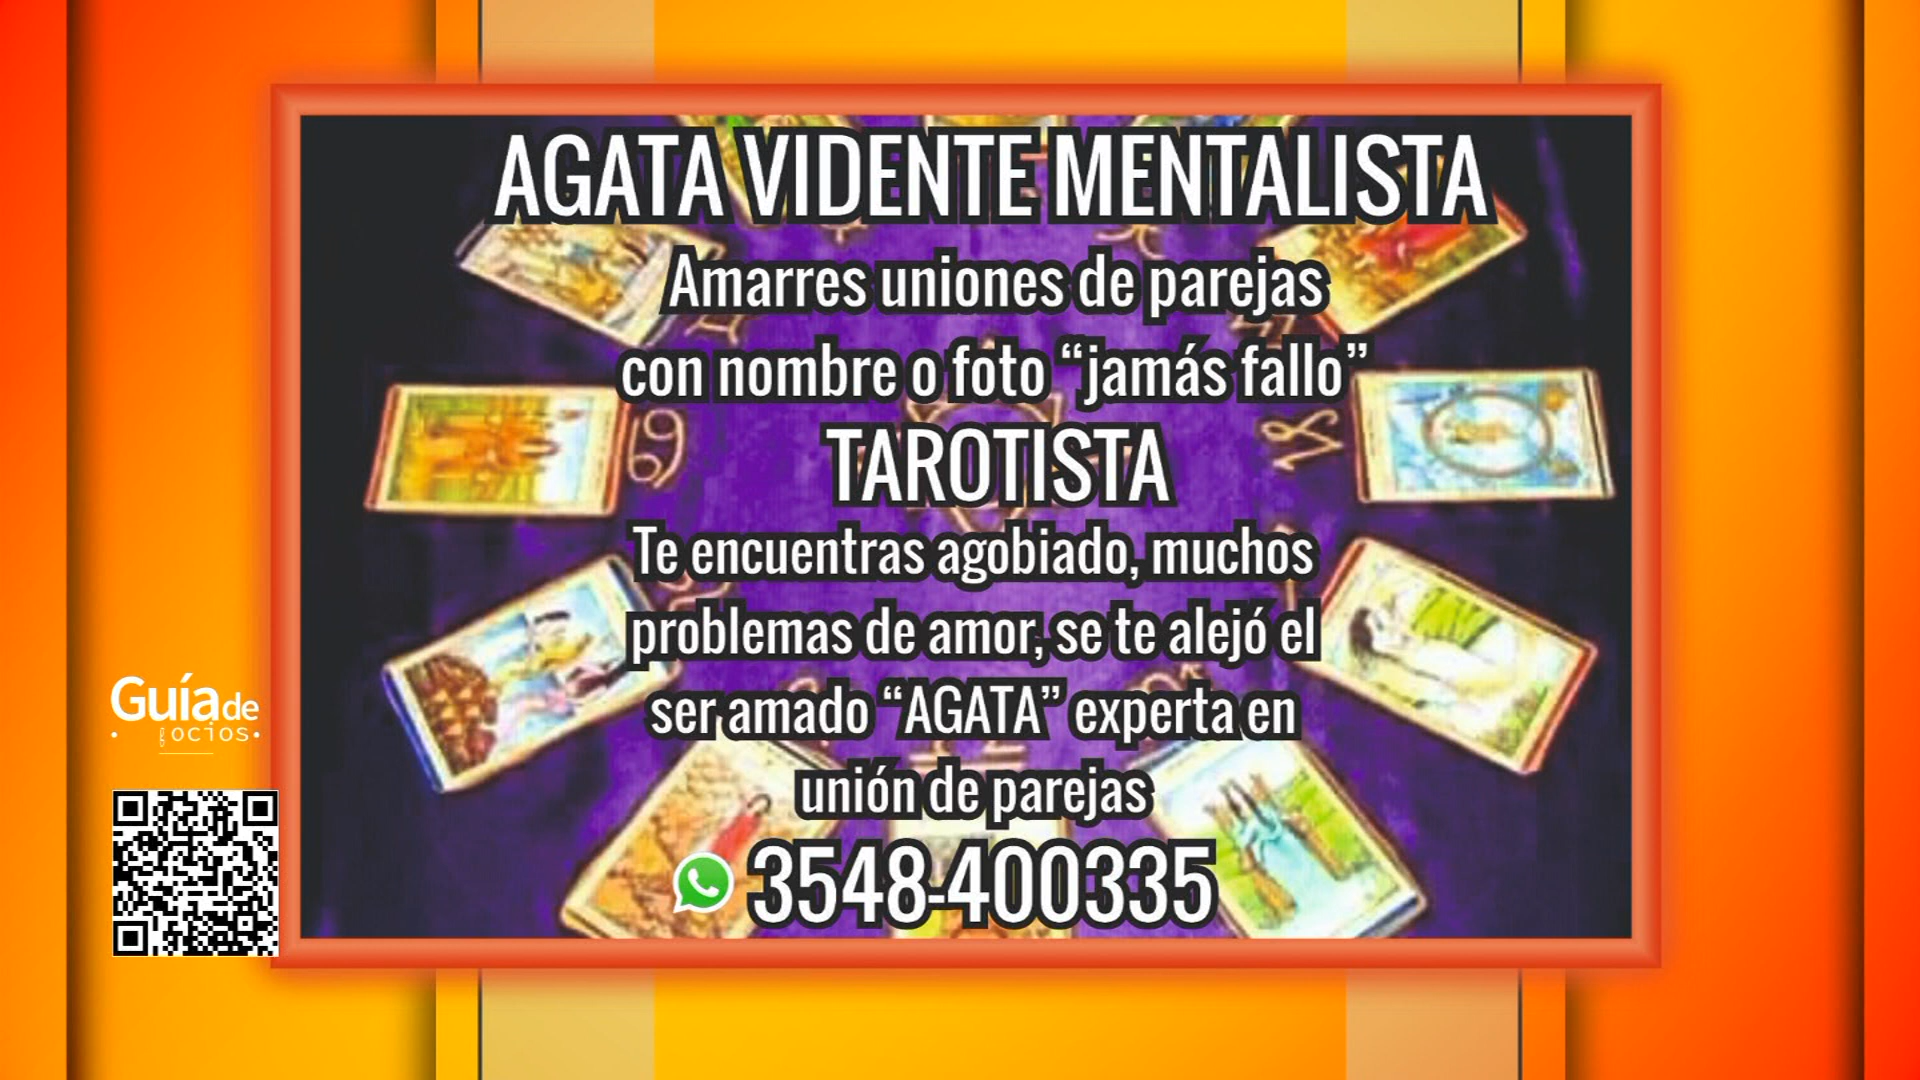 AGATA VIDENTE MENTALISTA
Amarres uniones de parejas
con nombre o foto “jamás fallo”
TAROTISTA
Te encuentras agobiado, muchos
problemas de amor, se te alejó el
ser amado “AGATA” experta en
unión de parejas
3548-400335
Guía de
ocios